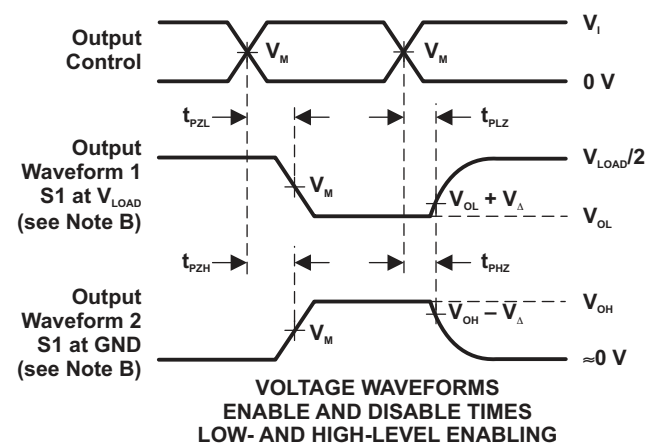 Output
Control
V_M
V_M
V_I
0 V
t_PZL
t_PLZ
Output
Waveform 1
S1 at V_LOAD
(see Note B)
V_M
V_OL + V_Δ
V_LOAD/2
V_OL
t_PZH
t_PHZ
Output
Waveform 2
S1 at GND
(see Note B)
V_M
V_OH − V_Δ
V_OH
≈0 V
VOLTAGE WAVEFORMS
ENABLE AND DISABLE TIMES
LOW- AND HIGH-LEVEL ENABLING